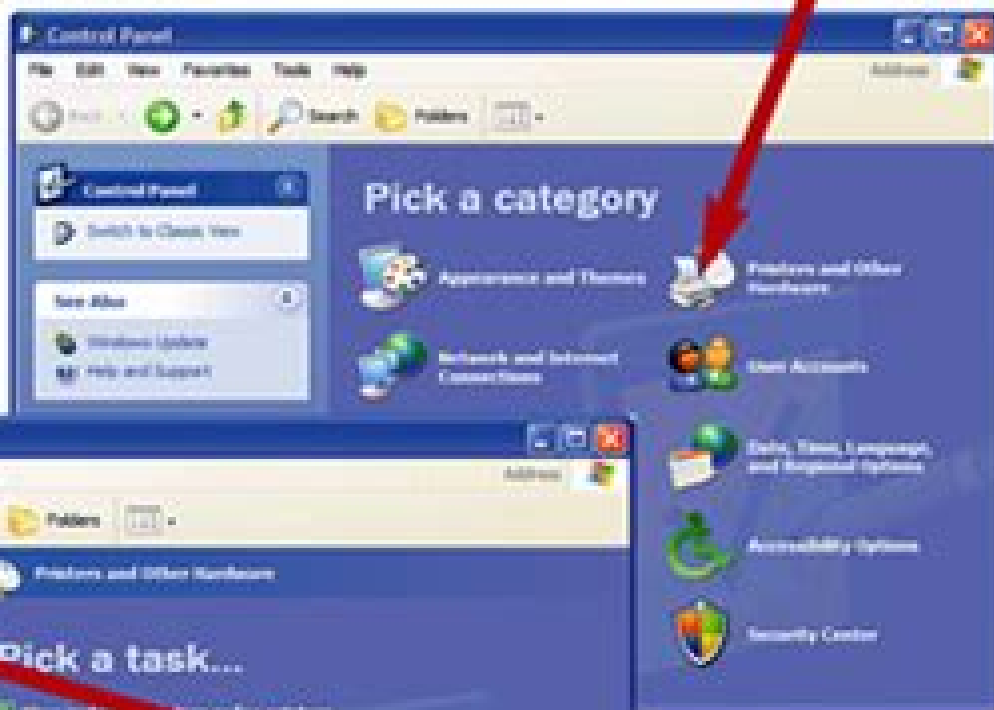 Control Panel
File Edit View Favorites Tools Help
Address
Back Search Folders
Control Panel
Switch to Classic View
See Also
Windows Update
Help and Support
Pick a category
Appearance and Themes
Printers and Other
Hardware
Network and Internet
Connections
User Accounts
Date, Time, Language,
and Regional Options
Accessibility Options
Security Center
Address
Folders
Printers and Other Hardware
Pick a task...